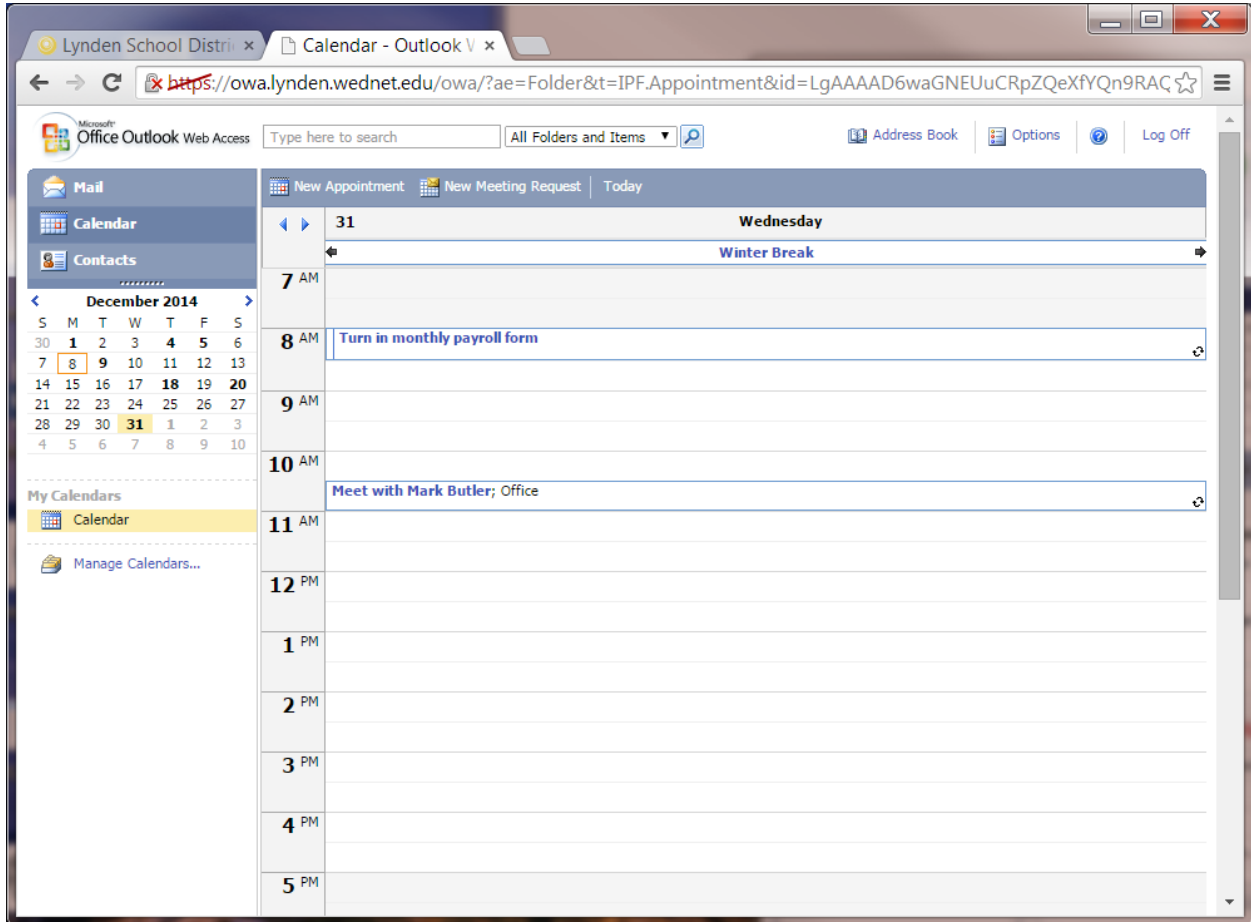 Lynden School Distri
Calendar - Outlook V
https://owa.lynden.wednet.edu/owa/?ae=Folder&t=IPF.Appointment&id=LgAAAAD6waGNEUuCRpZQeXfYQn9RAQ
Microsoft
Office Outlook Web Access
Type here to search
All Folders and Items
Address Book
Options
Log Off
Mail
Calendar
Contacts
New Appointment
New Meeting Request
Today
31 Wednesday
Winter Break
December 2014
S M T W T F S
30 1 2 3 4 5 6
7 8 9 10 11 12 13
14 15 16 17 18 19 20
21 22 23 24 25 26 27
28 29 30 31 1 2 3
4 5 6 7 8 9 10
My Calendars
Calendar
Manage Calendars...
7 AM
8 AM Turn in monthly payroll form
9 AM
10 AM
Meet with Mark Butler; Office
11 AM
12 PM
1 PM
2 PM
3 PM
4 PM
5 PM